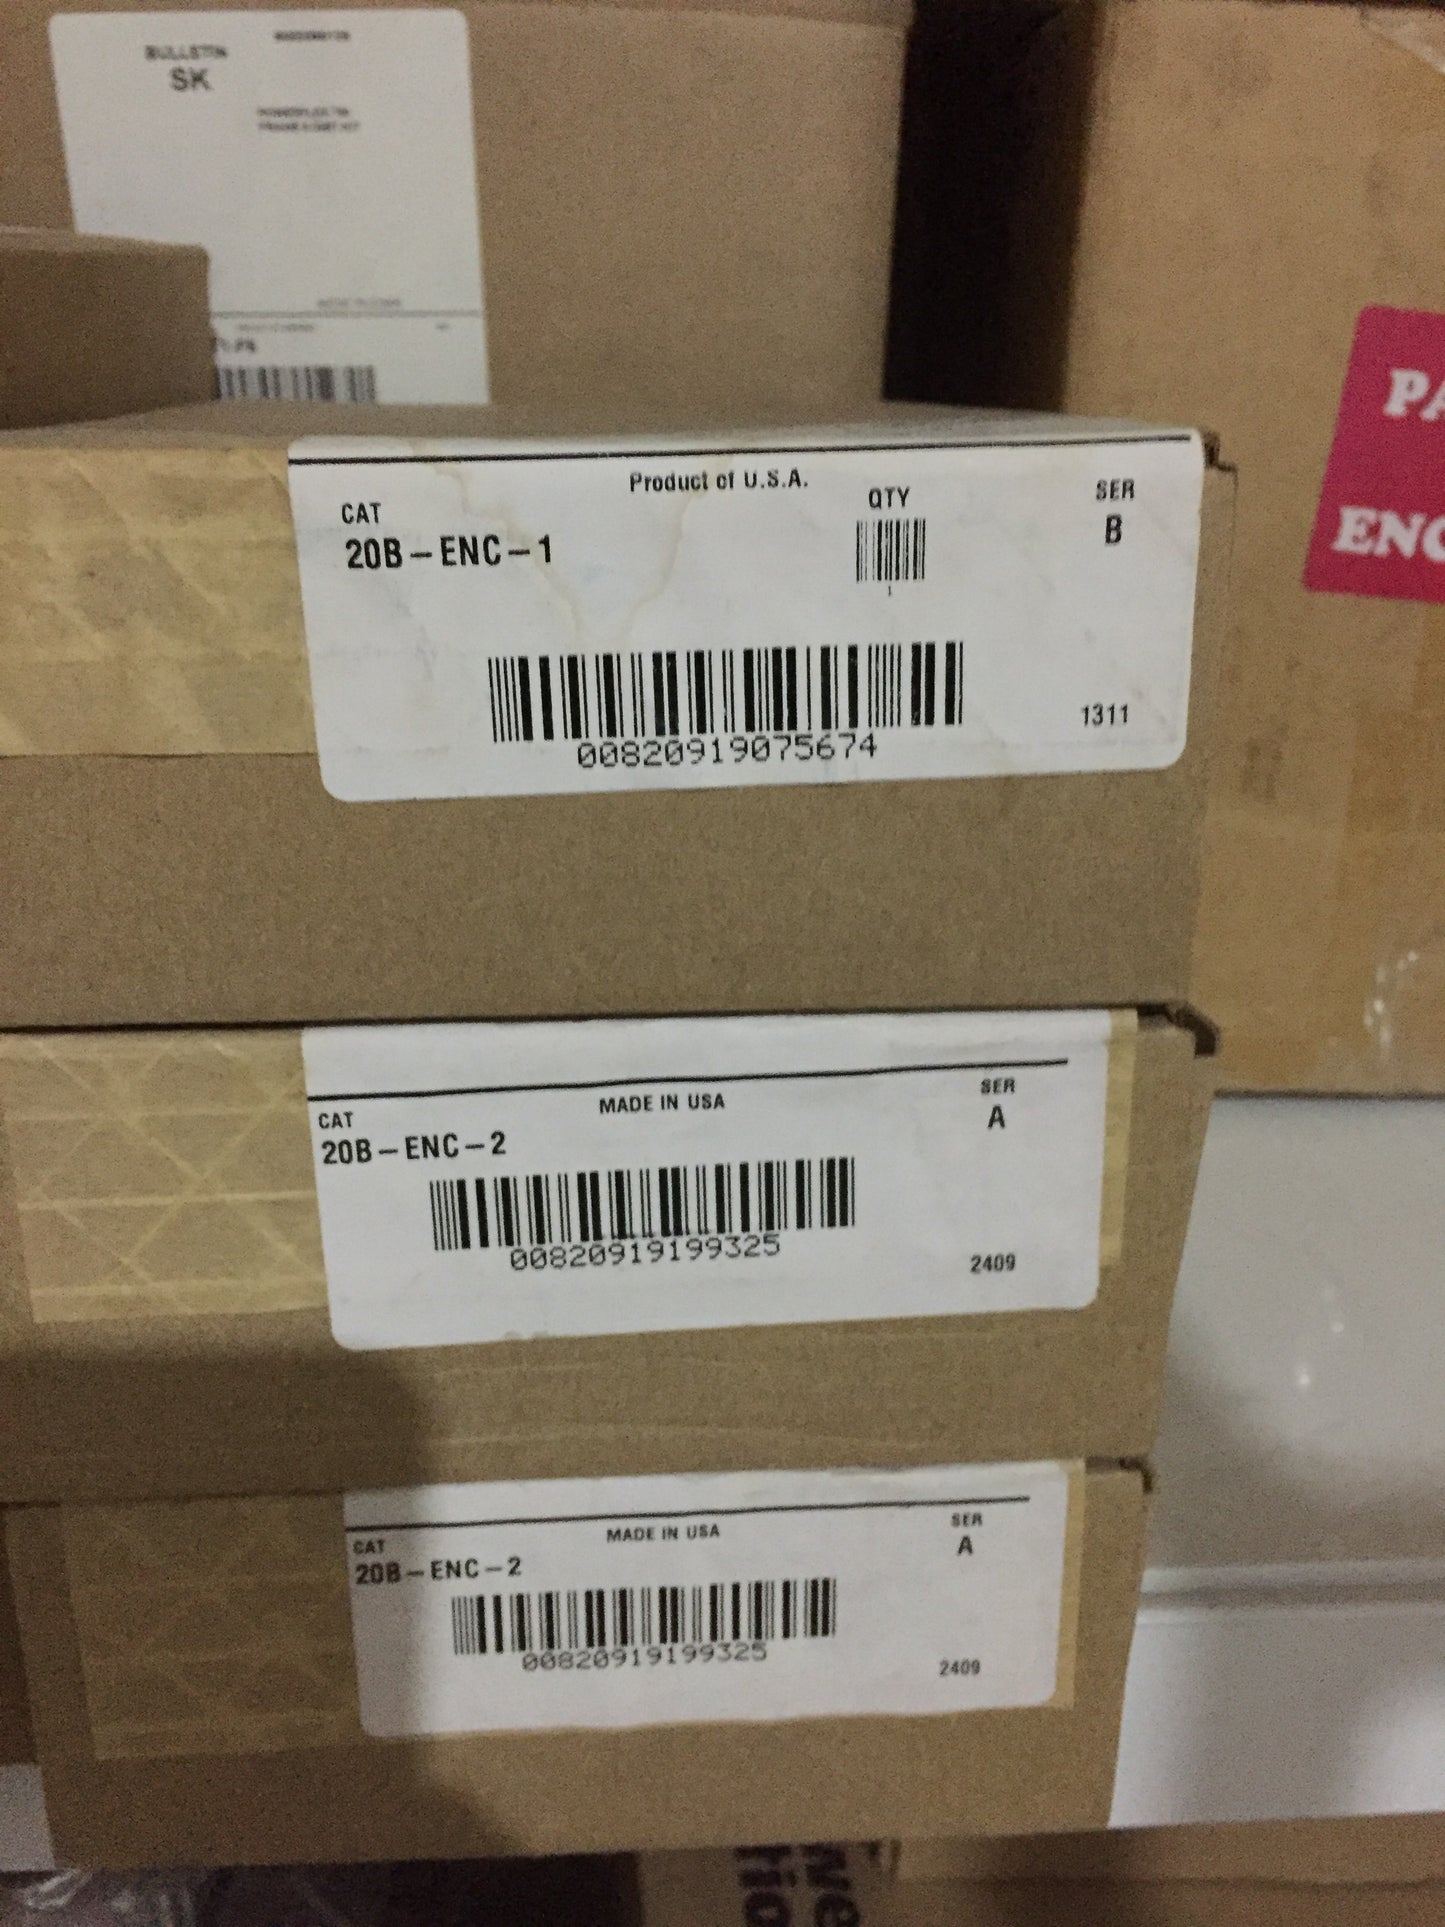 BULLETIN
SK
Product of U.S.A.
CAT
20B-ENC-1
QTY
1
SER
B
00820919075674
1311
MADE IN USA
CAT
20B-ENC-2
SER
A
00820919199325
2409
MADE IN USA
CAT
20B-ENC-2
SER
A
00820919199325
2409
PA
ENC